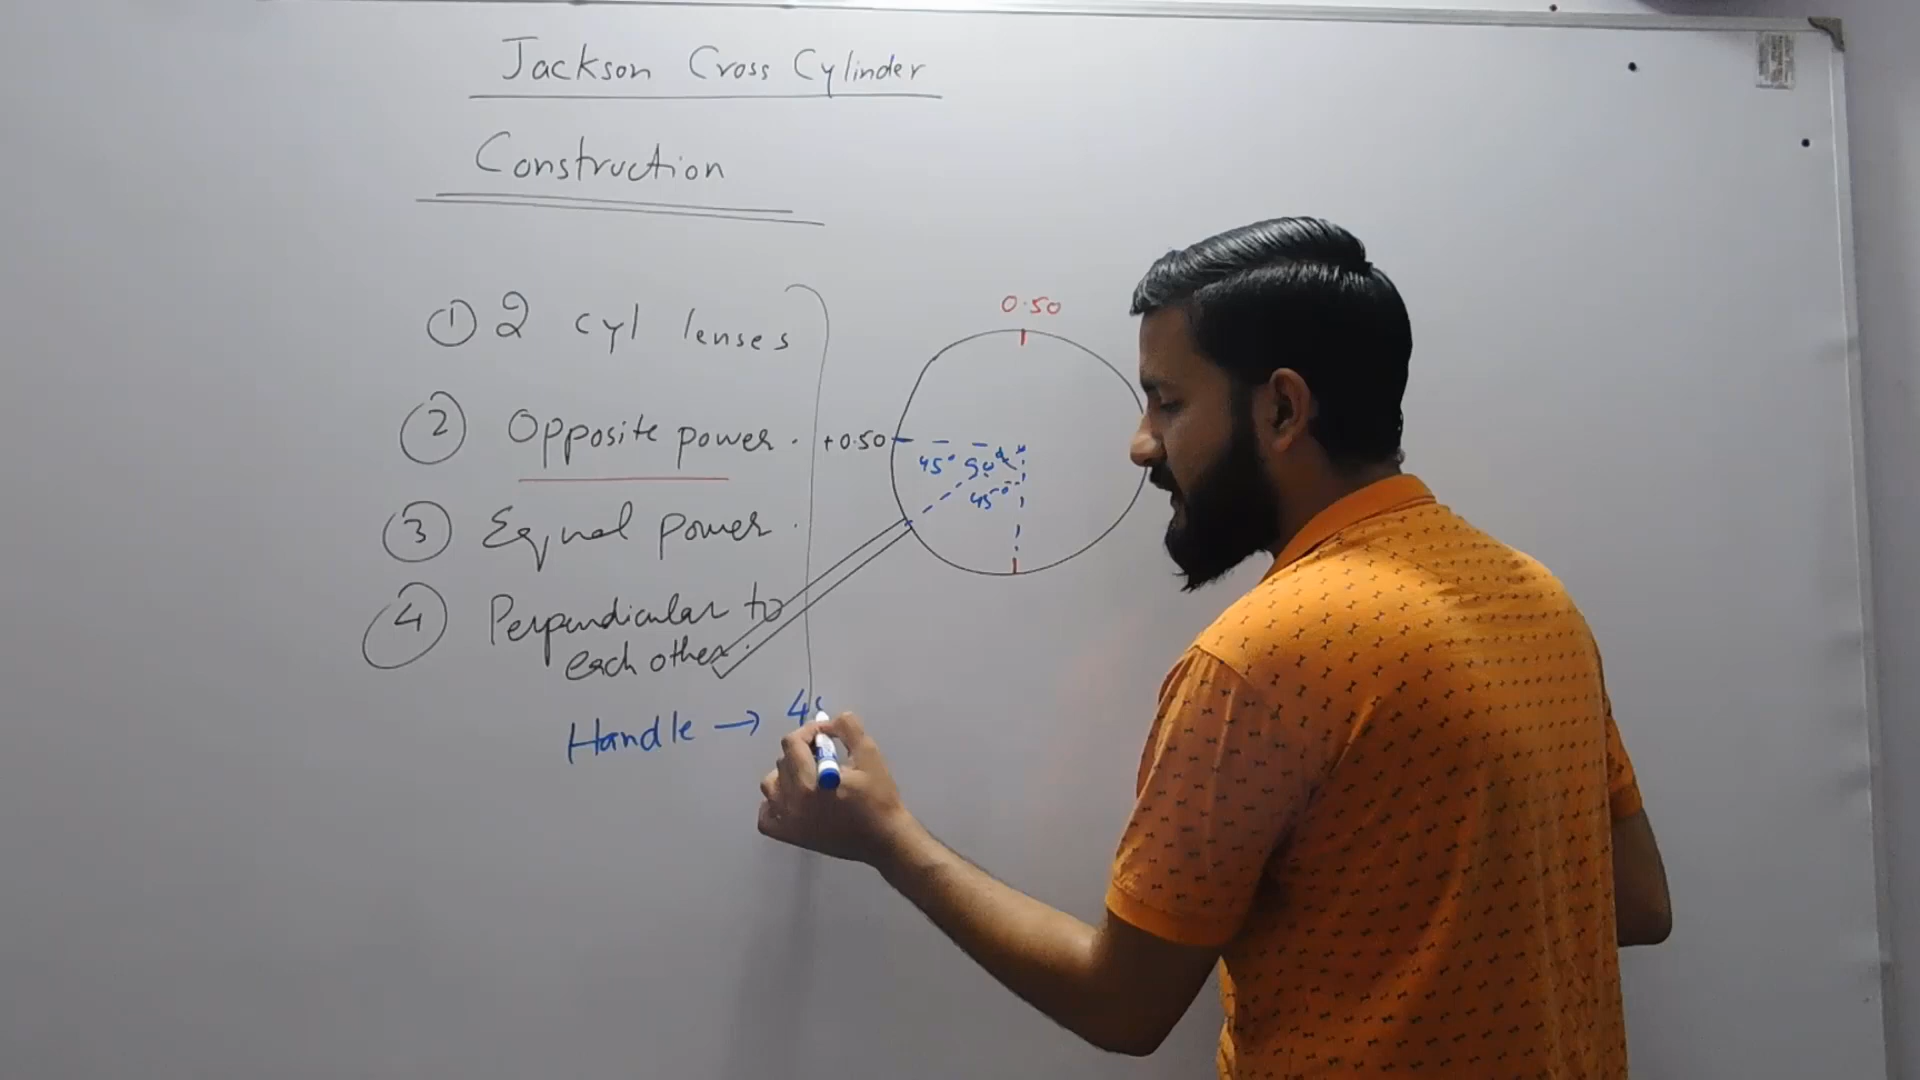 Jackson Cross Cylinder
Construction
① 2 cyl lenses
② Opposite power.
③ Equal power.
④ Perpendicular to
each other.
Handle → 45
0.50
+0.50
45°
90°
45°